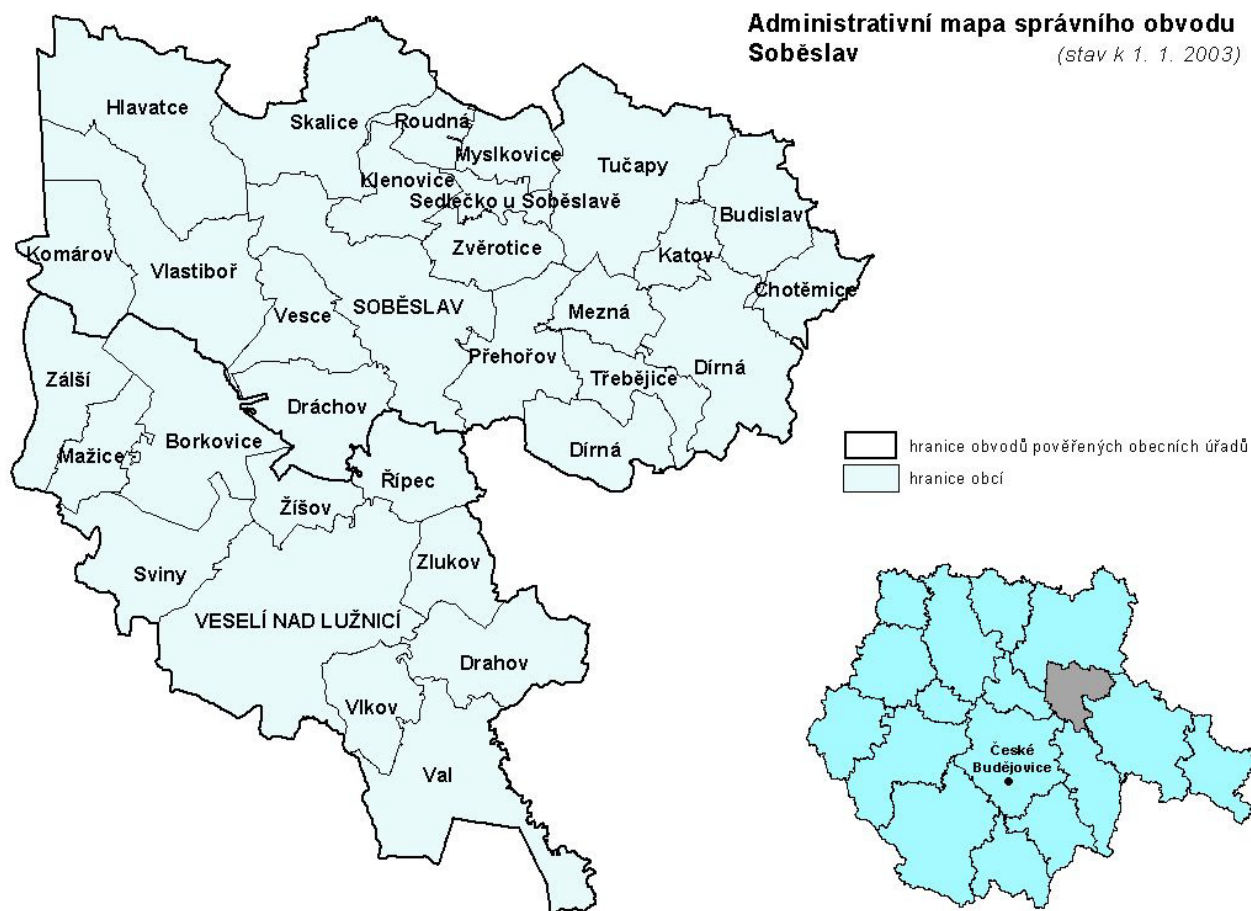 Administrativní mapa správního obvodu
Soběslav (stav k 1. 1. 2003)
Hlavatce
Skalice
Roudná
Myslkovice
Tučapy
Klenovice
Sedlečko u Soběslavě
Budislav
Komárov
Vlastiboř
Zvěrotice
Katov
Chotěmice
Vesce
SOBĚSLAV
Mezná
Přehořov
Dírná
Zálší
Třebějice
Dráchov
Borkovice
Mažice
Dírná
Řípec
Žíšov
Sviny
Zlukov
VESELÍ NAD LUŽNICÍ
Drahov
Vlkov
Val
hranice obvodů pověřených obecních úřadů
hranice obcí
České
Budějovice